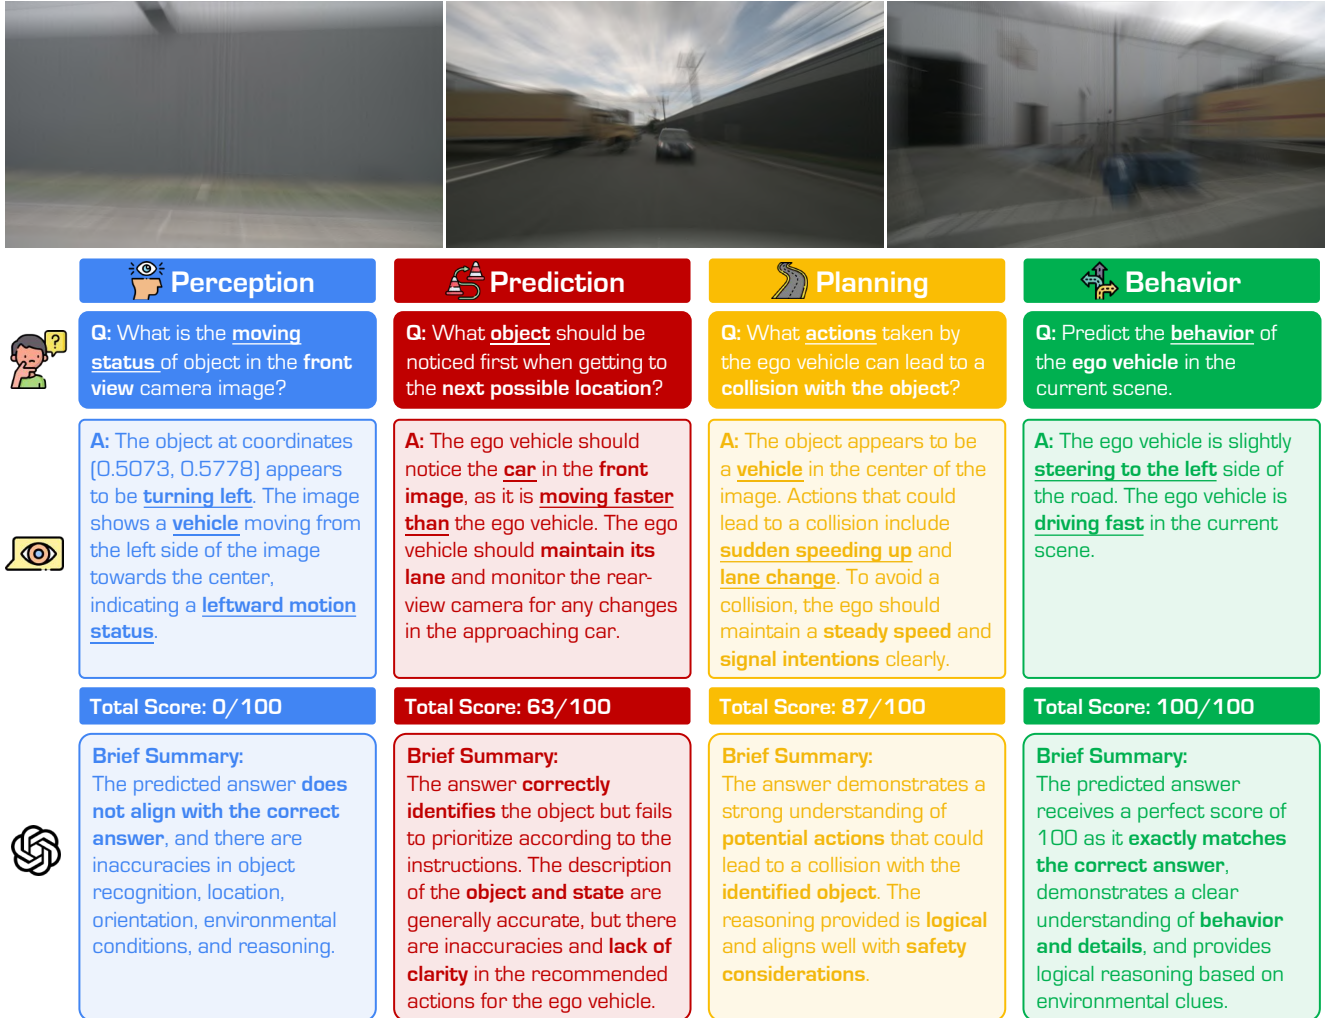 Perception
Q: What is the moving
status of object in the front
view camera image?
A: The object at coordinates
(0.5073, 0.5778) appears
to be turning left. The image
shows a vehicle moving from
the left side of the image
towards the center,
indicating a leftward motion
status.
Total Score: 0/100
Brief Summary:
The predicted answer does
not align with the correct
answer, and there are
inaccuracies in object
recognition, location,
orientation, environmental
conditions, and reasoning.
Prediction
Q: What object should be
noticed first when getting to
the next possible location?
A: The ego vehicle should
notice the car in the front
image, as it is moving faster
than the ego vehicle. The ego
vehicle should maintain its
lane and monitor the rear-
view camera for any changes
in the approaching car.
Total Score: 63/100
Brief Summary:
The answer correctly
identifies the object but fails
to prioritize according to the
instructions. The description
of the object and state are
generally accurate, but there
are inaccuracies and lack of
clarity in the recommended
actions for the ego vehicle.
Planning
Q: What actions taken by
the ego vehicle can lead to a
collision with the object?
A: The object appears to be
a vehicle in the center of the
image. Actions that could
lead to a collision include
sudden speeding up and
lane change. To avoid a
collision, the ego should
maintain a steady speed and
signal intentions clearly.
Total Score: 87/100
Brief Summary:
The answer demonstrates a
strong understanding of
potential actions that could
lead to a collision with the
identified object. The
reasoning provided is logical
and aligns well with safety
considerations.
Behavior
Q: Predict the behavior of
the ego vehicle in the
current scene.
A: The ego vehicle is slightly
steering to the left side of
the road. The ego vehicle is
driving fast in the current
scene.
Total Score: 100/100
Brief Summary:
The predicted answer
receives a perfect score of
100 as it exactly matches
the correct answer,
demonstrates a clear
understanding of behavior
and details, and provides
logical reasoning based on
environmental clues.